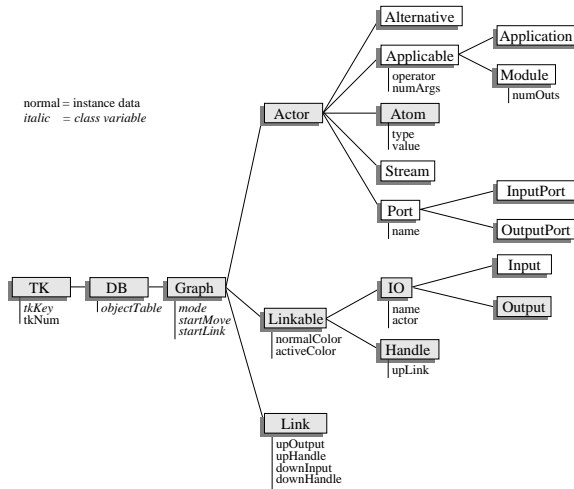 Alternative
Applicable
operator
numArgs
Application
Module
numOuts
normal = instance data
italic = class variable
Actor
Atom
type
value
Stream
Port
name
InputPort
OutputPort
TK
tkKey
tkNum
DB
objectTable
Graph
mode
startMove
startLink
Linkable
normalColor
activeColor
IO
name
actor
Input
Output
Handle
upLink
Link
upOutput
upHandle
downInput
downHandle